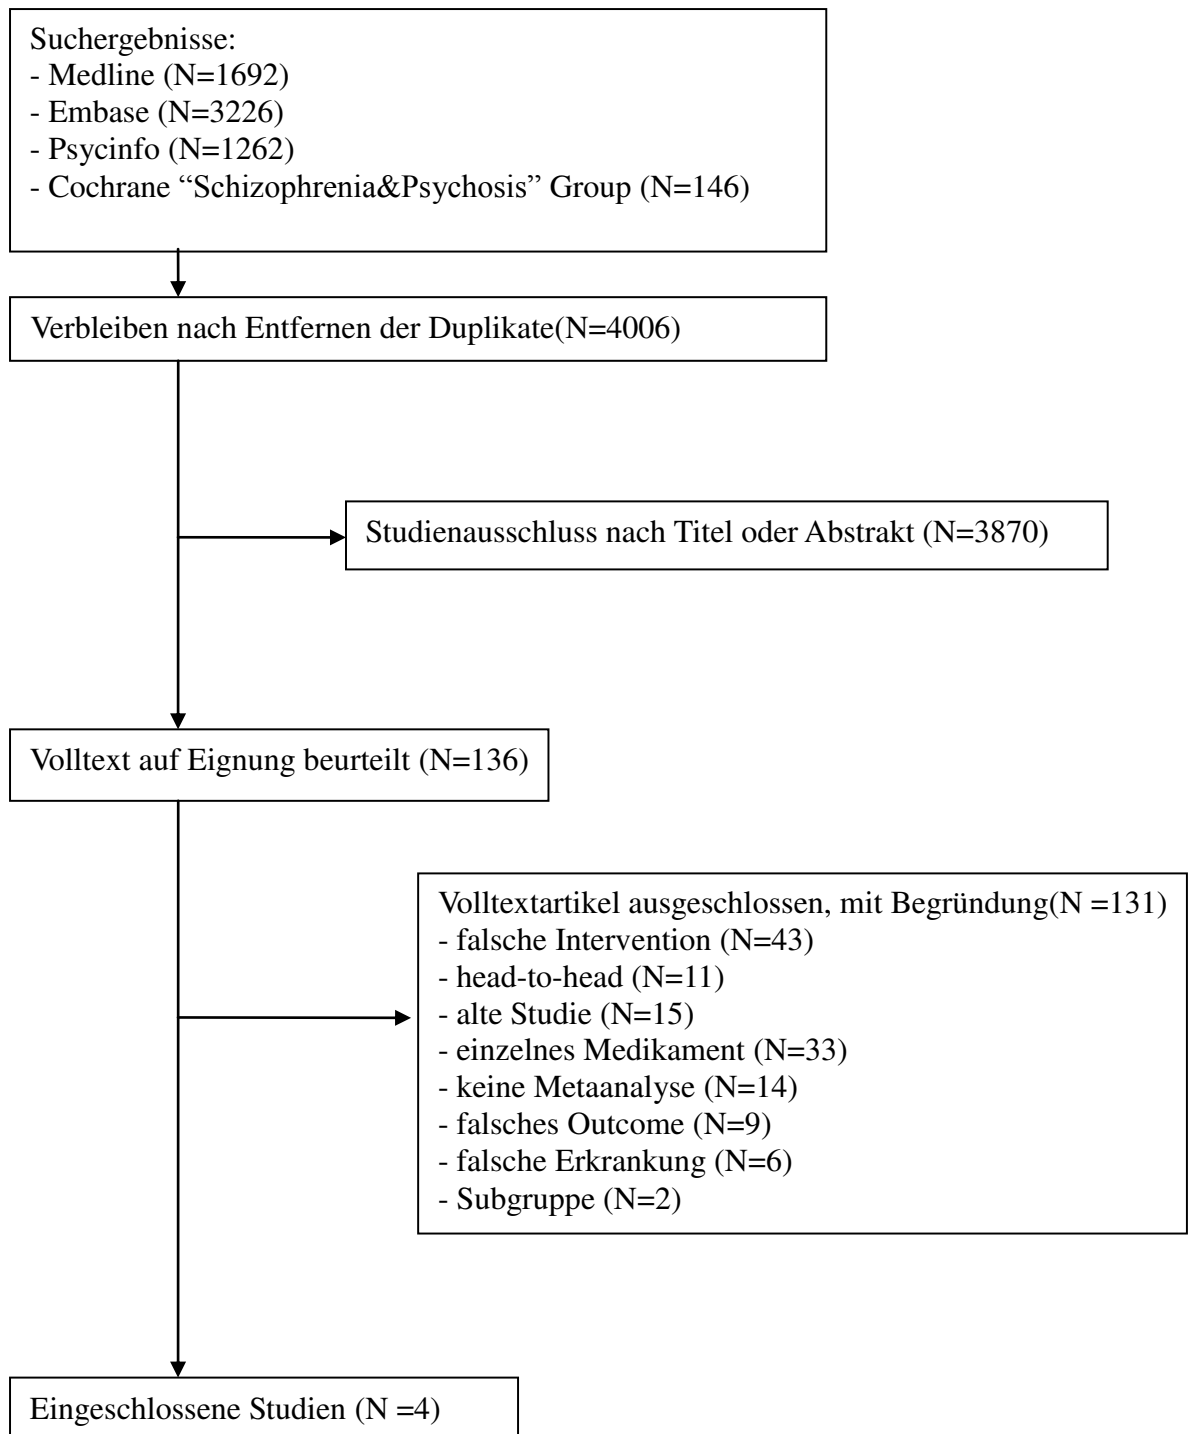 Suchergebnisse:
- Medline (N=1692)
- Embase (N=3226)
- Psycinfo (N=1262)
- Cochrane “Schizophrenia&Psychosis” Group (N=146)
Verbleiben nach Entfernen der Duplikate(N=4006)
Studienausschluss nach Titel oder Abstrakt (N=3870)
Volltext auf Eignung beurteilt (N=136)
Volltextartikel ausgeschlossen, mit Begründung(N =131)
- falsche Intervention (N=43)
- head-to-head (N=11)
- alte Studie (N=15)
- einzelnes Medikament (N=33)
- keine Metaanalyse (N=14)
- falsches Outcome (N=9)
- falsche Erkrankung (N=6)
- Subgruppe (N=2)
Eingeschlossene Studien (N =4)